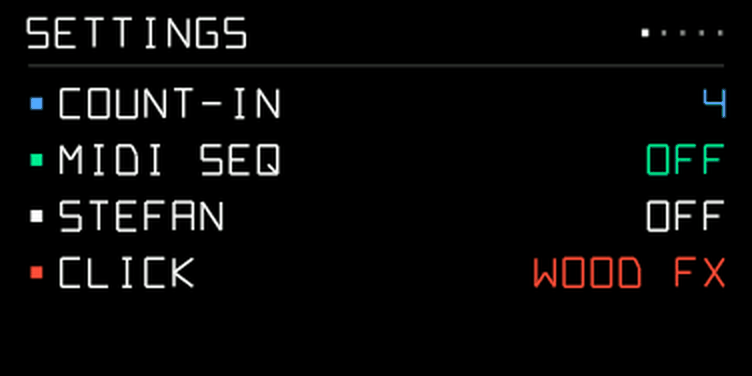 SETTINGS
COUNT-IN 4
MIDI SEQ OFF
STEFAN OFF
CLICK WOOD FX